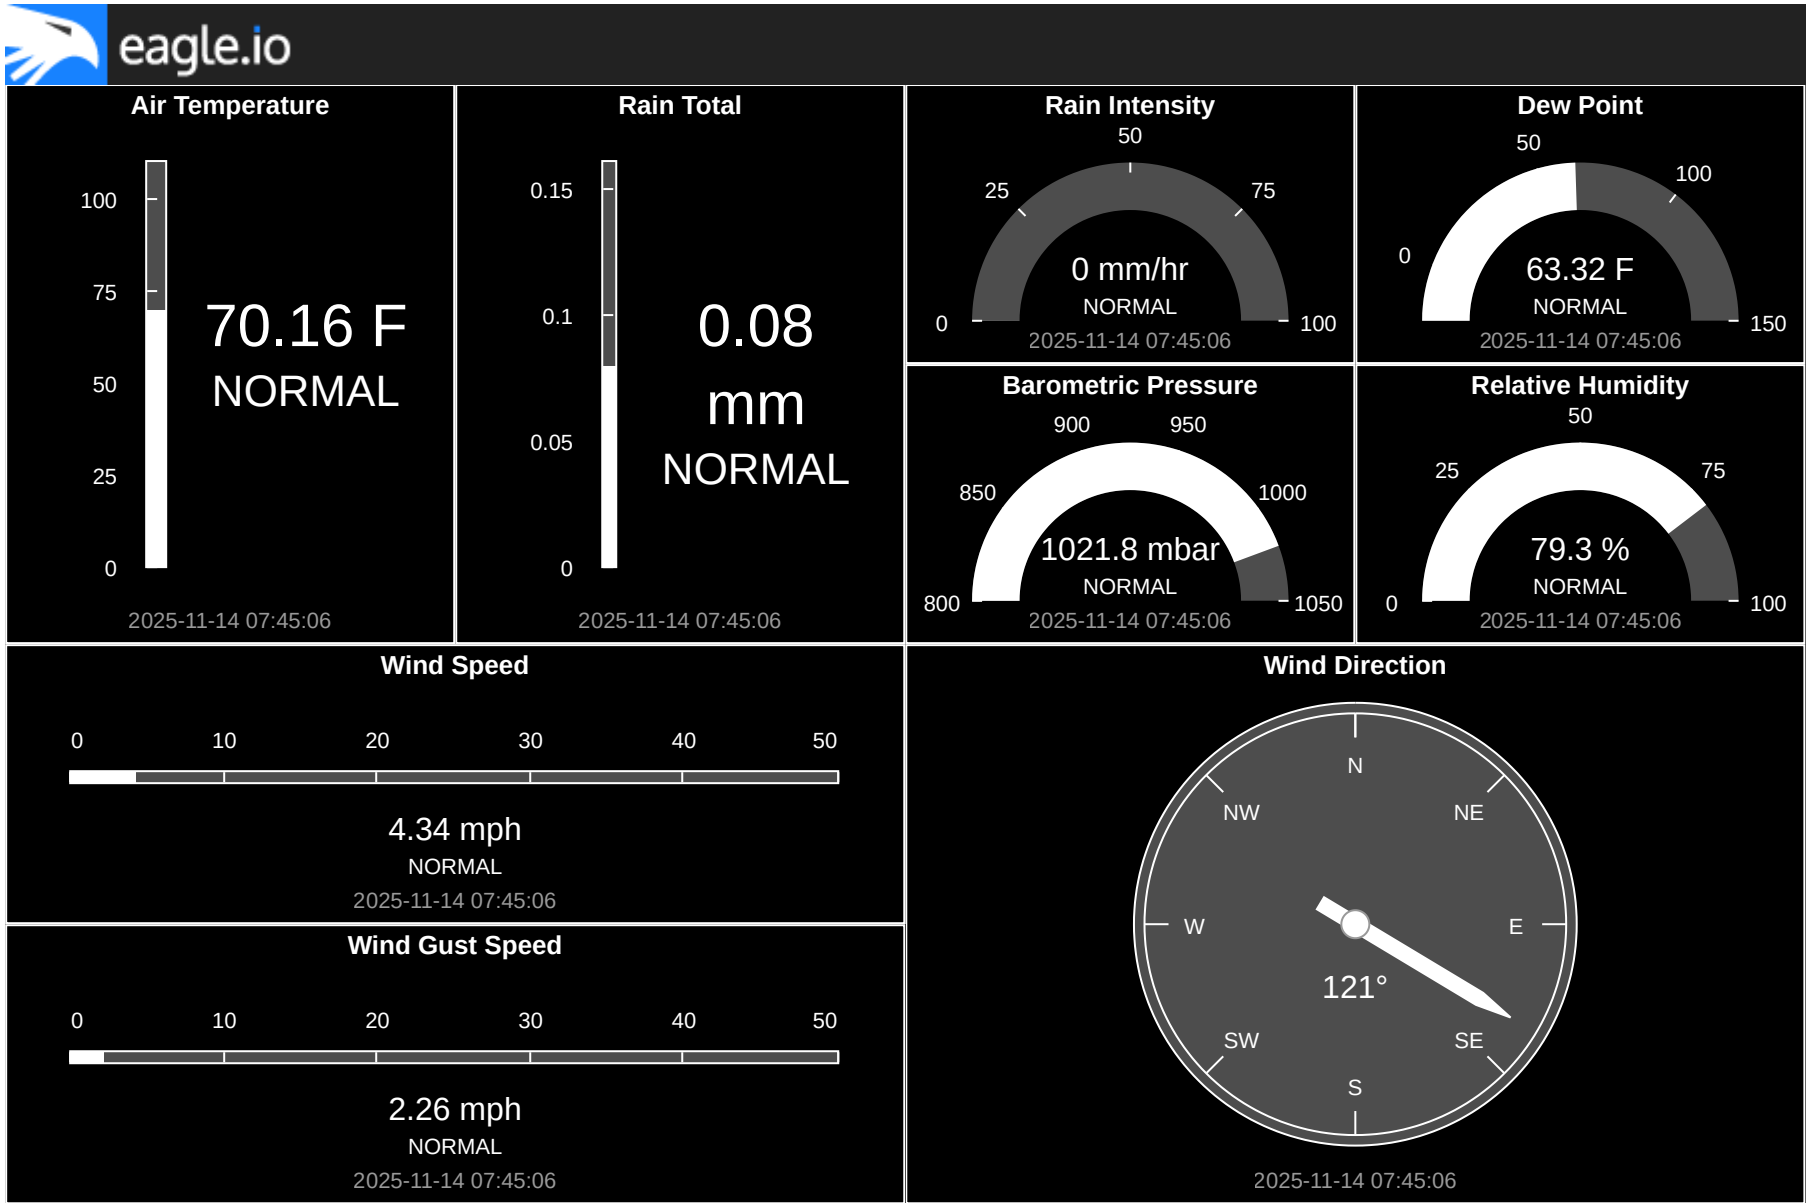 eagle.io
Air Temperature
100
75
50
25
0
70.16 F
NORMAL
2025-11-14 07:45:06
Rain Total
0.15
0.1
0.05
0
0.08
mm
NORMAL
2025-11-14 07:45:06
Rain Intensity
0
25
50
75
100
0 mm/hr
NORMAL
2025-11-14 07:45:06
Dew Point
0
50
100
150
63.32 F
NORMAL
2025-11-14 07:45:06
Barometric Pressure
800
850
900
950
1000
1050
1021.8 mbar
NORMAL
2025-11-14 07:45:06
Relative Humidity
0
25
50
75
100
79.3 %
NORMAL
2025-11-14 07:45:06
Wind Speed
0 10 20 30 40 50
4.34 mph
NORMAL
2025-11-14 07:45:06
Wind Gust Speed
0 10 20 30 40 50
2.26 mph
NORMAL
2025-11-14 07:45:06
Wind Direction
N
NW NE
W E
121°
SW SE
S
2025-11-14 07:45:06